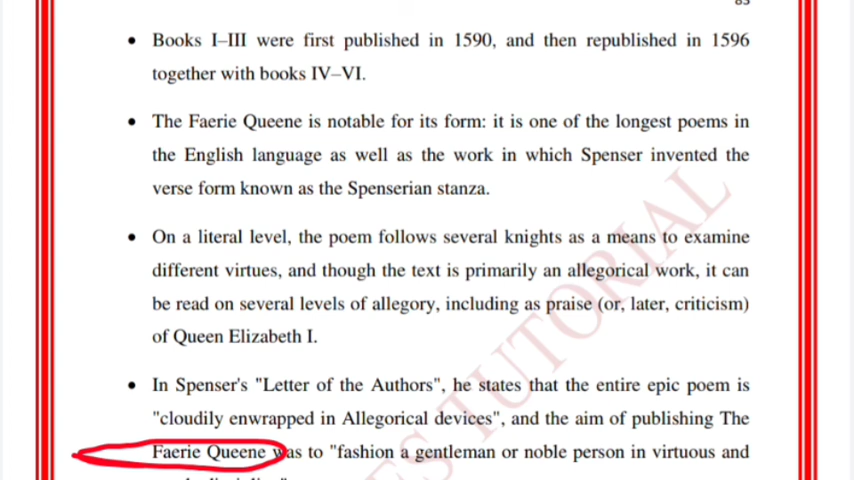 • Books I–III were first published in 1590, and then republished in 1596
together with books IV–VI.
• The Faerie Queene is notable for its form: it is one of the longest poems in
the English language as well as the work in which Spenser invented the
verse form known as the Spenserian stanza.
• On a literal level, the poem follows several knights as a means to examine
different virtues, and though the text is primarily an allegorical work, it can
be read on several levels of allegory, including as praise (or, later, criticism)
of Queen Elizabeth I.
• In Spenser's "Letter of the Authors", he states that the entire epic poem is
"cloudily enwrapped in Allegorical devices", and the aim of publishing The
Faerie Queene was to "fashion a gentleman or noble person in virtuous and
TUTORIAL